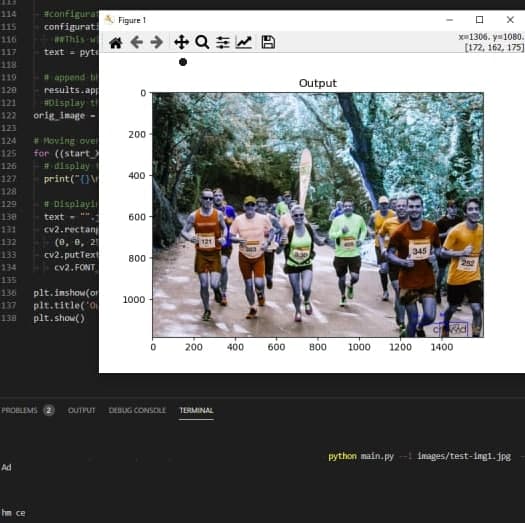 113
114 #configurat
115 configurati
116 ##This wi
117 text = pyte
118
119 # append bb
120 results.app
121 #Display th
122 orig_image =
123
124 # Moving over
125 for ((start_X
126 # display t
127 print("{}\n
128
129 # Displayin
130 text = "".j
131 cv2.rectang
132 (0, 0, 25
133 cv2.putText
134 cv2.FONT_
135
136 plt.imshow(or
137 plt.title('Ou
138 plt.show()
Figure 1
x=1306. y=1080.
[172, 162, 175]
Output
0
200
400
600
800
1000
0 200 400 600 800 1000 1200 1400
121
345
252
PROBLEMS 2 OUTPUT DEBUG CONSOLE TERMINAL
python main.py --i images/test-img1.jpg
Ad
hm ce